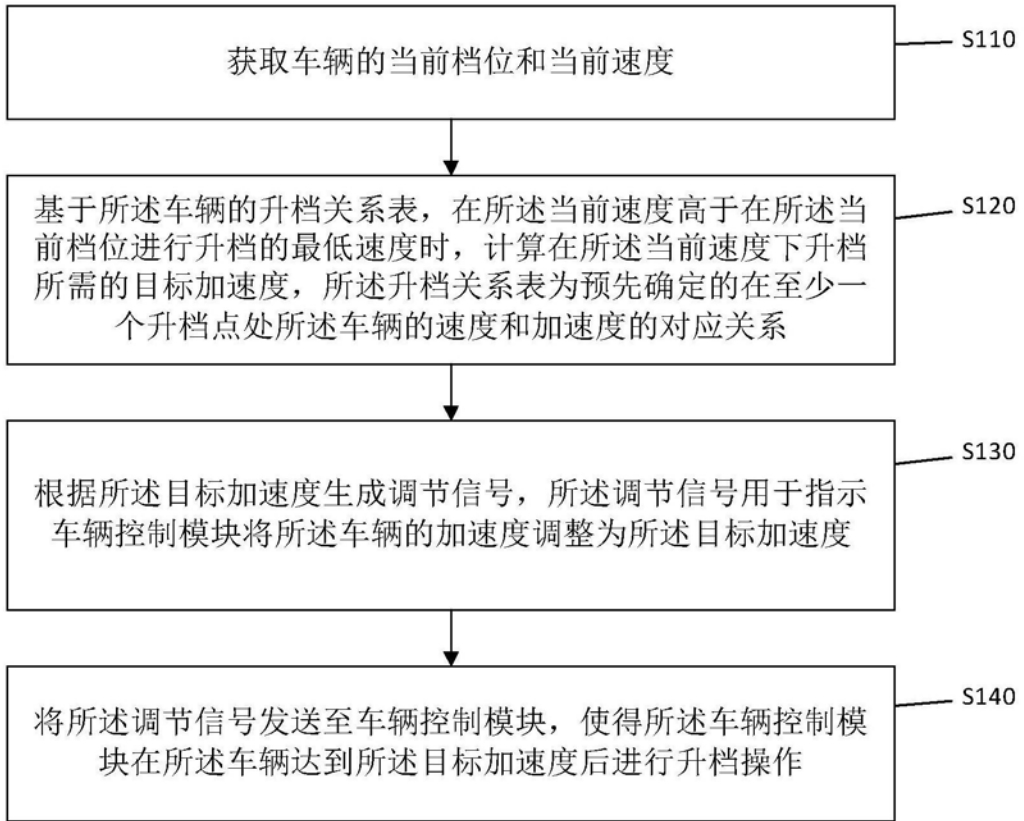 获取车辆的当前档位和当前速度
S110
基于所述车辆的升档关系表，在所述当前速度高于在所述当
前档位进行升档的最低速度时，计算在所述当前速度下升档
所需的目标加速度，所述升档关系表为预先确定的在至少一
个升档点处所述车辆的速度和加速度的对应关系
S120
根据所述目标加速度生成调节信号，所述调节信号用于指示
车辆控制模块将所述车辆的加速度调整为所述目标加速度
S130
将所述调节信号发送至车辆控制模块，使得所述车辆控制模
块在所述车辆达到所述目标加速度后进行升档操作
S140